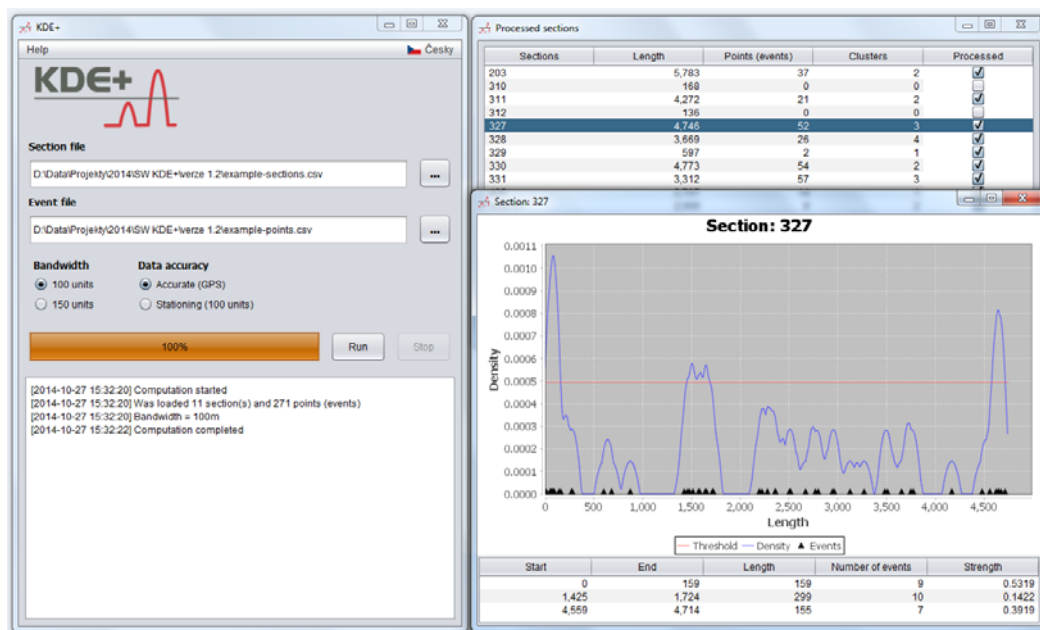 KDE+
Help Česky
KDE+
Section file
D:\Data\Projekty\2014\SW KDE+\verze 1.2\example-sections.csv ...
Event file
D:\Data\Projekty\2014\SW KDE+\verze 1.2\example-points.csv ...
Bandwidth Data accuracy
100 units Accurate (GPS)
150 units Stationing (100 units)
100% Run Stop
[2014-10-27 15:32:20] Computation started
[2014-10-27 15:32:20] Was loaded 11 section(s) and 271 points (events)
[2014-10-27 15:32:20] Bandwidth = 100m
[2014-10-27 15:32:22] Computation completed
Processed sections
Sections Length Points (events) Clusters Processed
203 5,783 37 2
310 168 0 0
311 4,272 21 2
312 136 0 0
327 4,746 52 3
328 3,669 26 4
329 597 2 1
330 4,773 54 2
331 3,312 57 3
Section: 327
Section: 327
0.0011
0.0010
0.0009
0.0008
0.0007
0.0006
0.0005
0.0004
0.0003
0.0002
0.0001
0.0000
Density
0 500 1,000 1,500 2,000 2,500 3,000 3,500 4,000 4,500
Length
Threshold Density Events
Start End Length Number of events Strength
0 159 159 9 0.5319
1,425 1,724 299 10 0.1422
4,559 4,714 155 7 0.3919